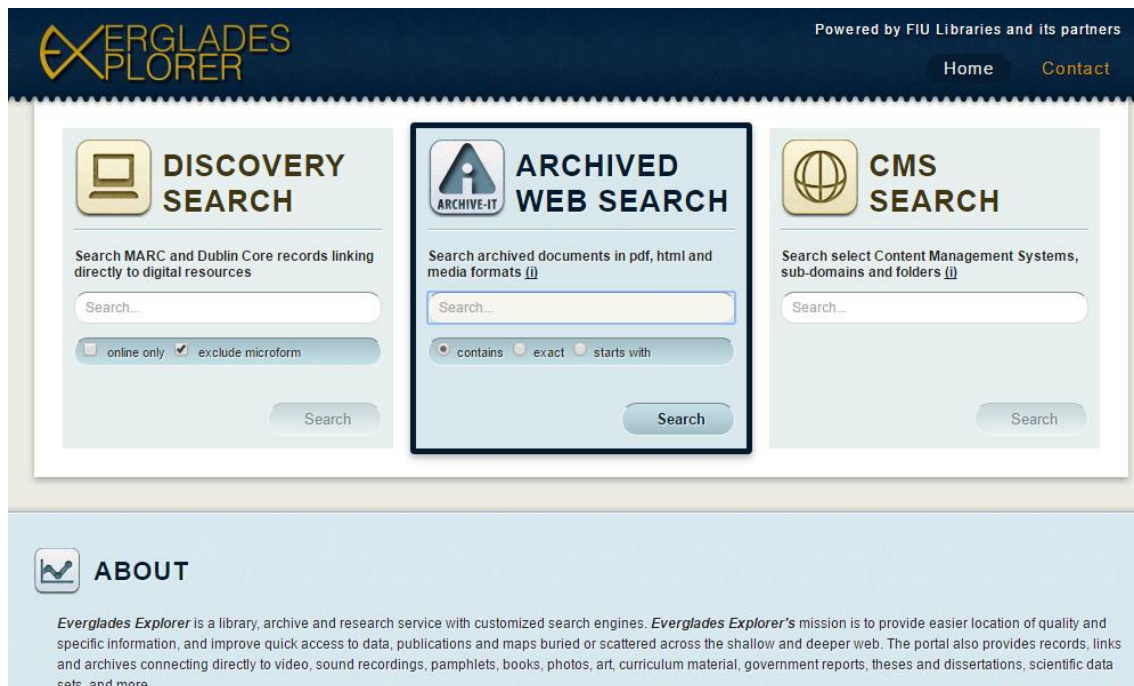 EVERGLADES
EXPLORER
Powered by FIU Libraries and its partners
Home Contact
DISCOVERY
SEARCH
Search MARC and Dublin Core records linking
directly to digital resources
Search...
online only exclude microform
Search
ARCHIVE-IT
ARCHIVED
WEB SEARCH
Search archived documents in pdf, html and
media formats (i)
Search...
contains exact starts with
Search
CMS
SEARCH
Search select Content Management Systems,
sub-domains and folders (i)
Search...
Search
ABOUT
Everglades Explorer is a library, archive and research service with customized search engines. Everglades Explorer's mission is to provide easier location of quality and
specific information, and improve quick access to data, publications and maps buried or scattered across the shallow and deeper web. The portal also provides records, links
and archives connecting directly to video, sound recordings, pamphlets, books, photos, art, curriculum material, government reports, theses and dissertations, scientific data
sets, and more